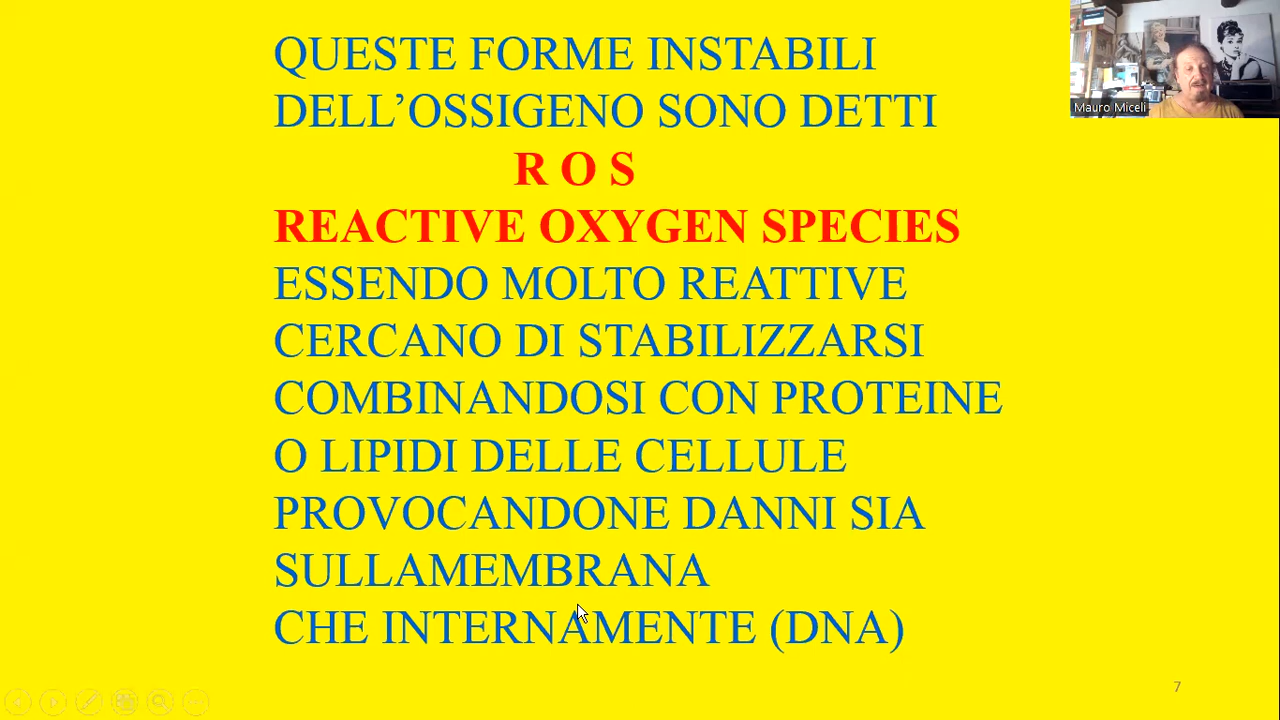 QUESTE FORME INSTABILI
DELL’OSSIGENO SONO DETTI
R O S
REACTIVE OXYGEN SPECIES
ESSENDO MOLTO REATTIVE
CERCANO DI STABILIZZARSI
COMBINANDOSI CON PROTEINE
O LIPIDI DELLE CELLULE
PROVOCANDONE DANNI SIA
SULLAMEMBRANA
CHE INTERNAMENTE (DNA)
Mauro Miceli
7